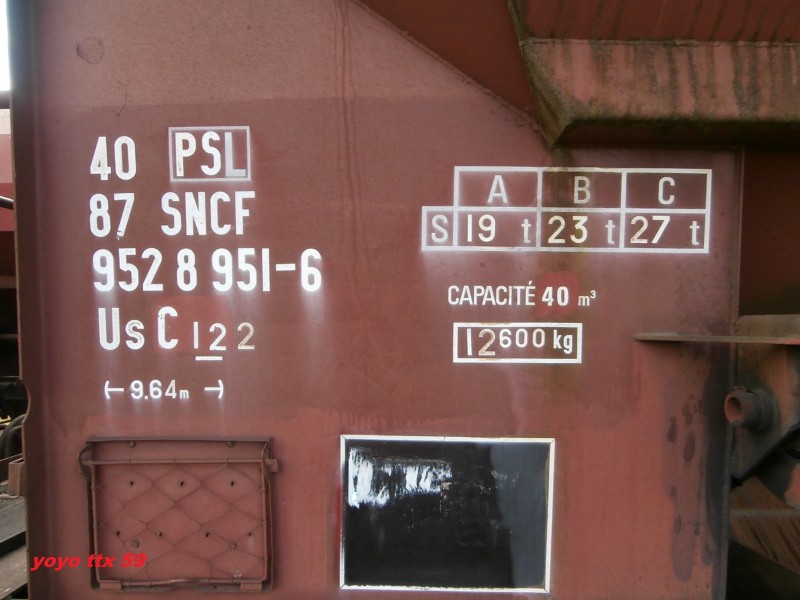 40 PSL
87 SNCF
952 8 951-6
Us C 122
9.64m
A B C
S 19 t 23 t 27 t
CAPACITÉ 40 m³
12600 kg
yoyo ttx 59